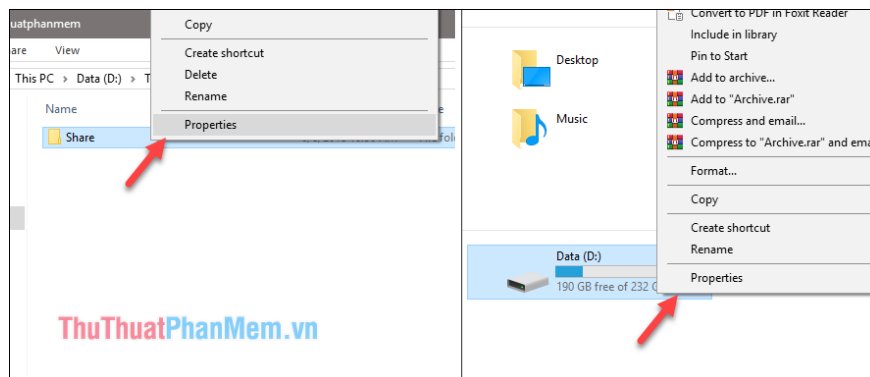 uatphanmem
are View
This PC > Data (D:) > T
Name
Share
Copy
Create shortcut
Delete
Rename
Properties
ThuThuatPhanMem.vn
Desktop
Music
Data (D:)
190 GB free of 232 G
Convert to PDF in Foxit Reader
Include in library
Pin to Start
Add to archive...
Add to "Archive.rar"
Compress and email...
Compress to "Archive.rar" and ema
Format...
Copy
Create shortcut
Rename
Properties